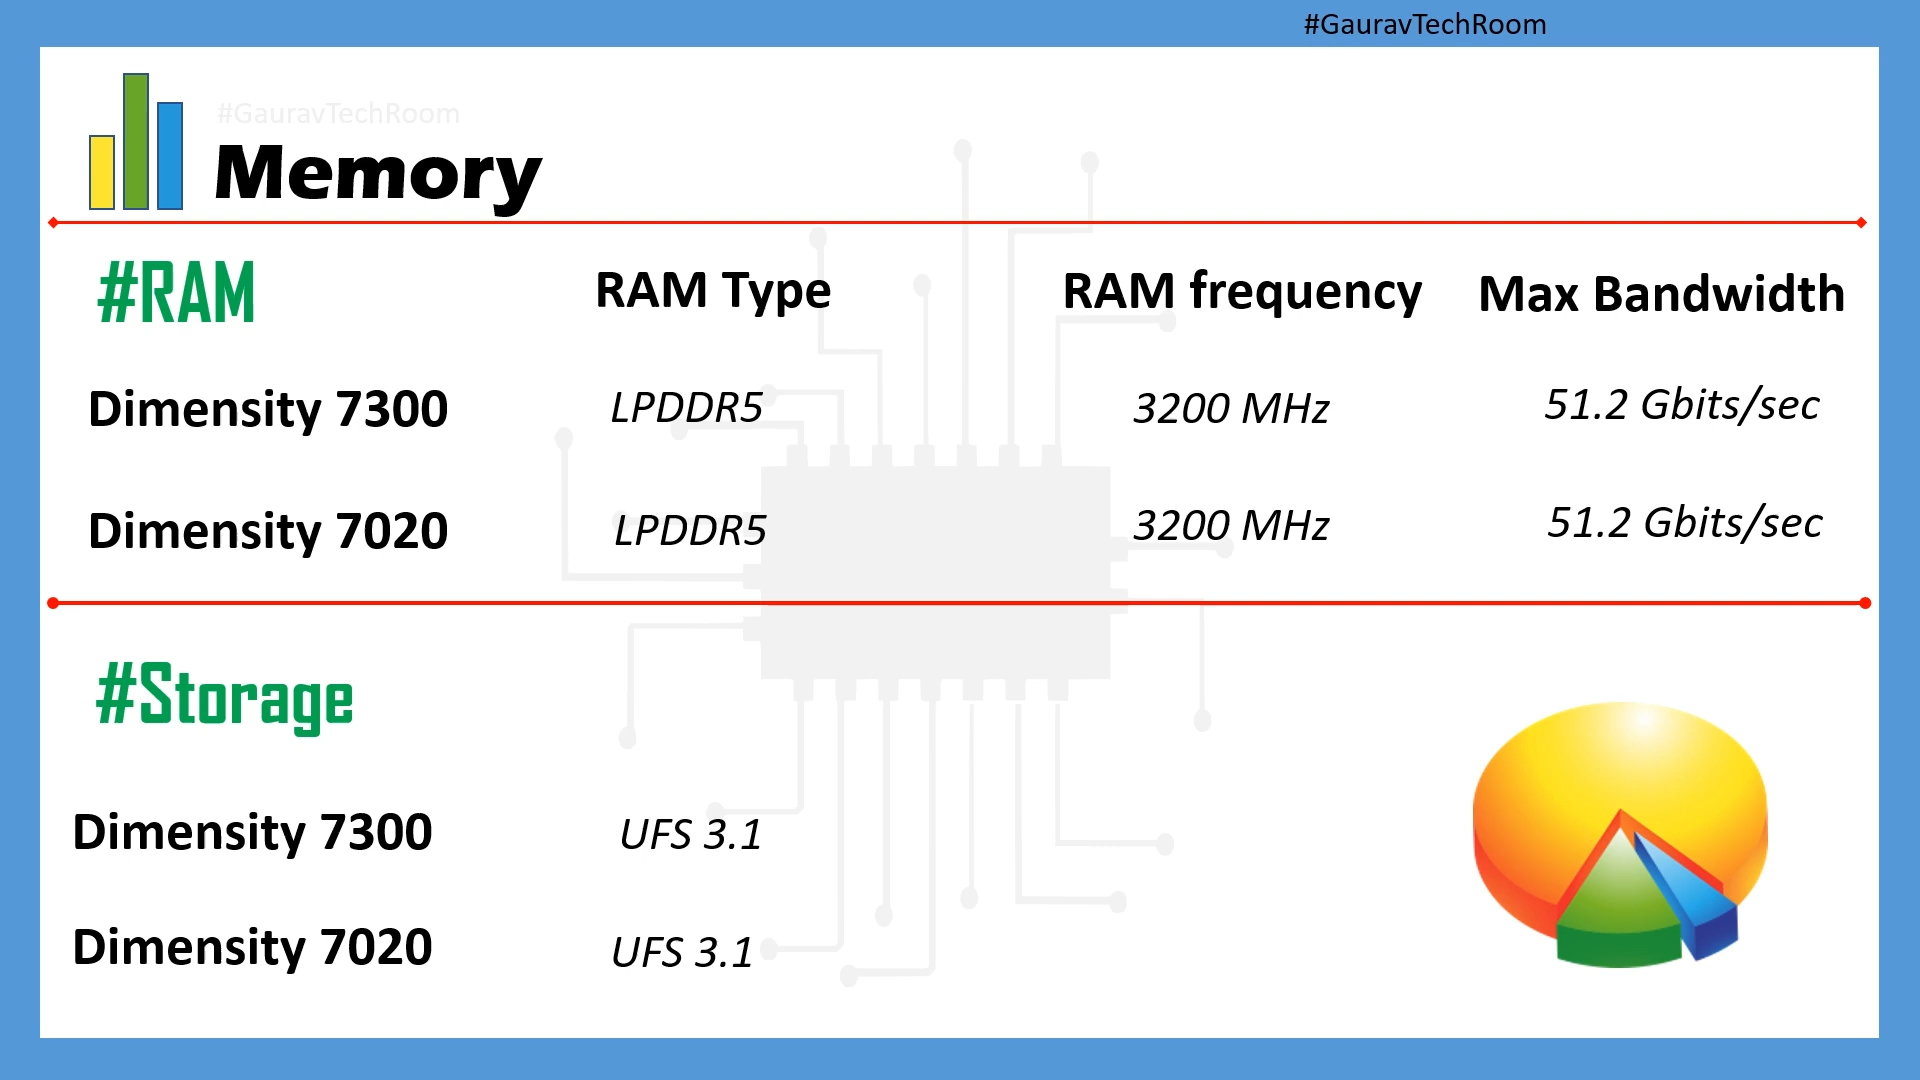 #GauravTechRoom
#GauravTechRoom
Memory
#RAM RAM Type RAM frequency Max Bandwidth
Dimensity 7300 LPDDR5 3200 MHz 51.2 Gbits/sec
Dimensity 7020 LPDDR5 3200 MHz 51.2 Gbits/sec
#Storage
Dimensity 7300 UFS 3.1
Dimensity 7020 UFS 3.1